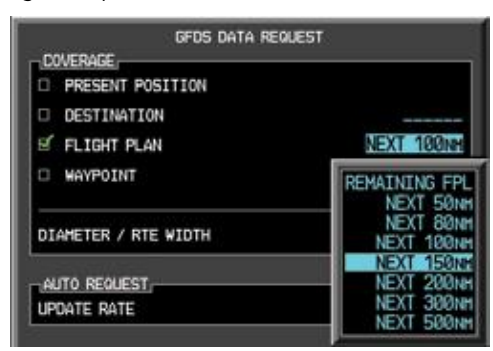 GFDS DATA REQUEST
COVERAGE
PRESENT POSITION
DESTINATION ______
FLIGHT PLAN NEXT 100NM
WAYPOINT
REMAINING FPL
NEXT 50NM
NEXT 80NM
NEXT 100NM
NEXT 150NM
NEXT 200NM
NEXT 300NM
NEXT 500NM
DIAMETER / RTE WIDTH
AUTO REQUEST
UPDATE RATE